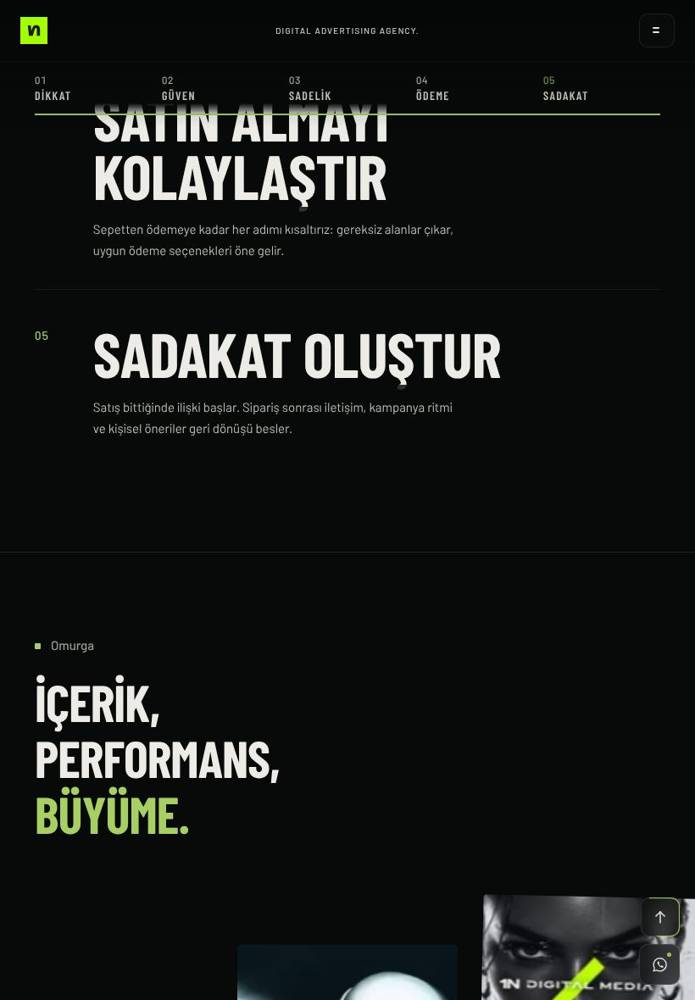 DIGITAL ADVERTISING AGENCY.
01
DİKKAT
02
GÜVEN
03
SADELİK
04
ÖDEME
05
SADAKAT
SATIN ALMAYI
KOLAYLAŞTIR
Sepetten ödemeye kadar her adımı kısaltırız: gereksiz alanlar çıkar,
uygun ödeme seçenekleri öne gelir.
05
SADAKAT OLUŞTUR
Satış bittiğinde ilişki başlar. Sipariş sonrası iletişim, kampanya ritmi
ve kişisel öneriler geri dönüşü besler.
Omurga
İÇERİK,
PERFORMANS,
BÜYÜME.
1N DIGITAL MEDIA